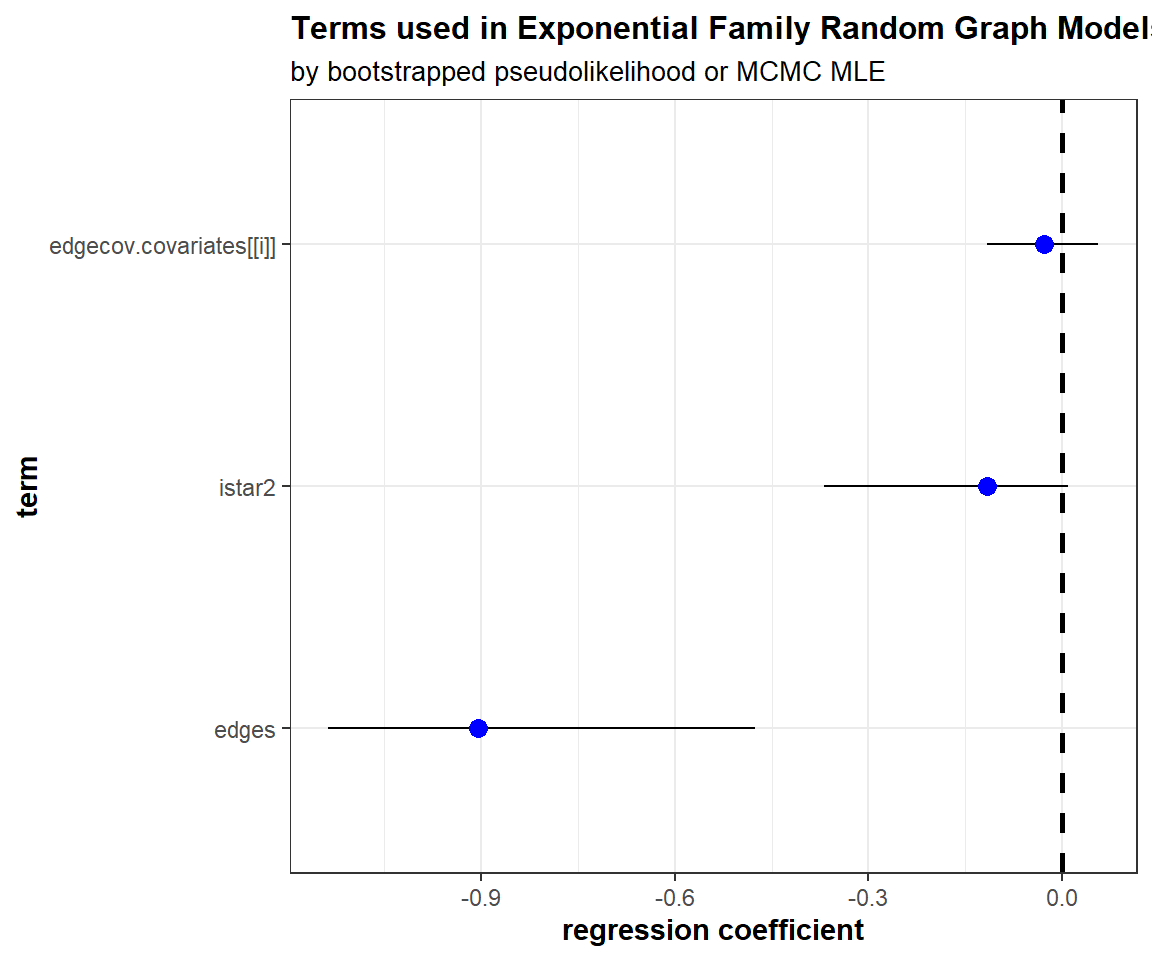 Terms used in Exponential Family Random Graph Models
by bootstrapped pseudolikelihood or MCMC MLE
term
edgecov.covariates[[i]]
istar2
edges
-0.9 -0.6 -0.3 0.0
regression coefficient